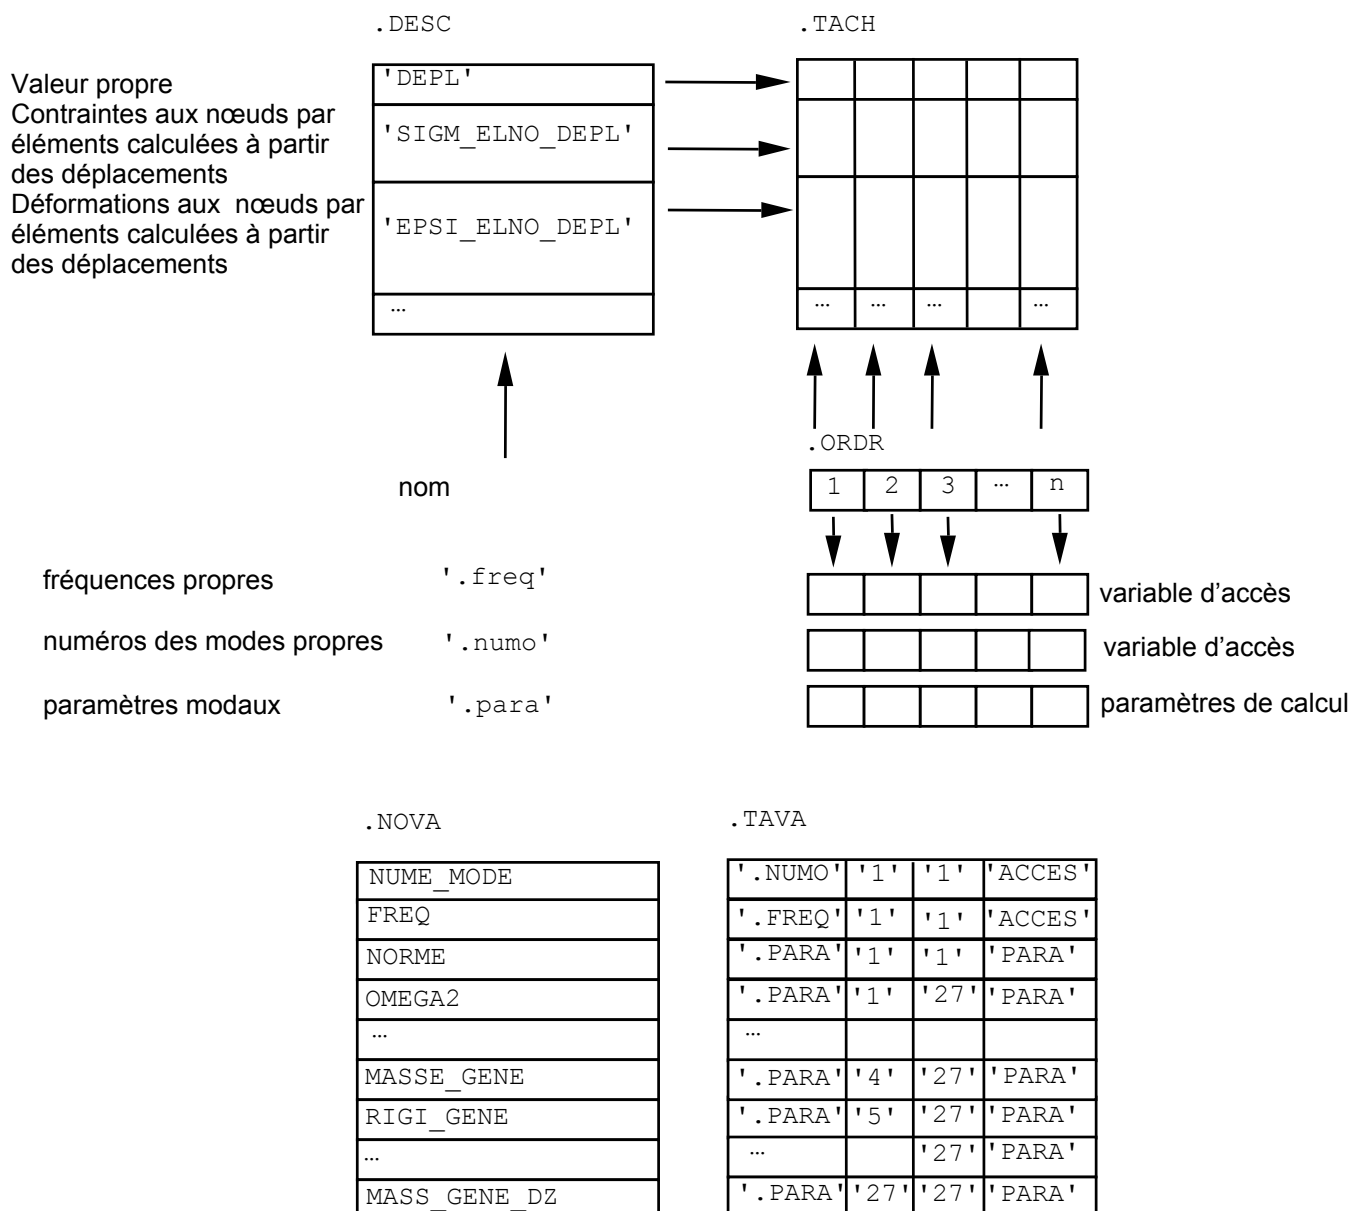 .DESC .TACH
Valeur propre
Contraintes aux nœuds par
éléments calculées à partir
des déplacements
Déformations aux nœuds par
éléments calculées à partir
des déplacements
'DEPL'
'SIGM_ELNO_DEPL'
'EPSI_ELNO_DEPL'
…
… … … …
nom
.ORDR
1 2 3 … n
fréquences propres '.freq' variable d’accès
numéros des modes propres '.numo' variable d’accès
paramètres modaux '.para' paramètres de calcul
.NOVA .TAVA
NUME_MODE '.NUMO' '1' '1' 'ACCES'
FREQ '.FREQ' '1' '1' 'ACCES'
NORME '.PARA' '1' '1' 'PARA'
OMEGA2 '.PARA' '1' '27' 'PARA'
… …
MASSE_GENE '.PARA' '4' '27' 'PARA'
RIGI_GENE '.PARA' '5' '27' 'PARA'
… … '27' 'PARA'
MASS_GENE_DZ '.PARA' '27' '27' 'PARA'